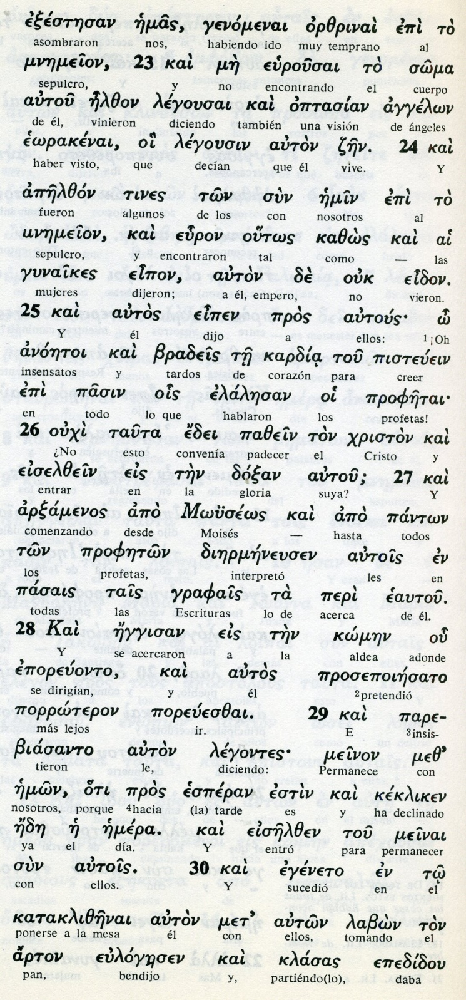 ἐξέστησαν ἡμᾶς, γενόμεναι ὀρθριναὶ ἐπὶ τὸ
asombraron nos, habiendo ido muy temprano al
μνημεῖον, 23 καὶ μὴ εὑροῦσαι τὸ σῶμα
sepulcro, y no encontrando el cuerpo
αὐτοῦ ἦλθον λέγουσαι καὶ ὀπτασίαν ἀγγέλων
de él, vinieron diciendo también una visión de ángeles
ἑωρακέναι, οἳ λέγουσιν αὐτὸν ζῆν. 24 καὶ
haber visto, que decían que él vive. Y
ἀπῆλθόν τινες τῶν σὺν ἡμῖν ἐπὶ τὸ
fueron algunos de los con nosotros al
μνημεῖον, καὶ εὗρον οὕτως καθὼς καὶ αἱ
sepulcro, y encontraron tal como — las
γυναῖκες εἶπον, αὐτὸν δὲ οὐκ εἶδον.
mujeres dijeron; a él, empero, no vieron.
25 καὶ αὐτὸς εἶπεν πρὸς αὐτούς· ὦ
Y él dijo a ellos: ¹¡Oh
ἀνόητοι καὶ βραδεῖς τῇ καρδίᾳ τοῦ πιστεύειν
insensatos y tardos de corazón para creer
ἐπὶ πᾶσιν οἷς ἐλάλησαν οἱ προφῆται·
en todo lo que hablaron los profetas!
26 οὐχὶ ταῦτα ἔδει παθεῖν τὸν χριστὸν καὶ
¿No esto convenía padecer el Cristo y
εἰσελθεῖν εἰς τὴν δόξαν αὐτοῦ; 27 καὶ
entrar en la gloria suya? Y
ἀρξάμενος ἀπὸ Μωϋσέως καὶ ἀπὸ πάντων
comenzando desde Moisés — hasta todos
τῶν προφητῶν διηρμήνευσεν αὐτοῖς ἐν
los profetas, interpretó les en
πάσαις ταῖς γραφαῖς τὰ περὶ ἑαυτοῦ.
todas las Escrituras lo de acerca de él.
28 Καὶ ἤγγισαν εἰς τὴν κώμην οὗ
Y se acercaron a la aldea adonde
ἐπορεύοντο, καὶ αὐτὸς προσεποιήσατο
se dirigían, y él ²pretendió
πορρώτερον πορεύεσθαι. 29 καὶ παρε-
más lejos ir. E ³insis-
βιάσαντο αὐτὸν λέγοντες· μεῖνον μεθ’
tieron le, diciendo: Permanece con
ἡμῶν, ὅτι πρὸς ἑσπέραν ἐστὶν καὶ κέκλικεν
nosotros, porque ⁴hacia (la) tarde es y ha declinado
ἤδη ἡ ἡμέρα. καὶ εἰσῆλθεν τοῦ μεῖναι
ya el día. Y entró para permanecer
σὺν αὐτοῖς. 30 καὶ ἐγένετο ἐν τῷ
con ellos. Y sucedió en el
κατακλιθῆναι αὐτὸν μετ’ αὐτῶν λαβὼν τὸν
ponerse a la mesa él con ellos, tomando el
ἄρτον εὐλόγησεν καὶ κλάσας επεδίδου
pan, bendijo y, partiéndo(lo), daba